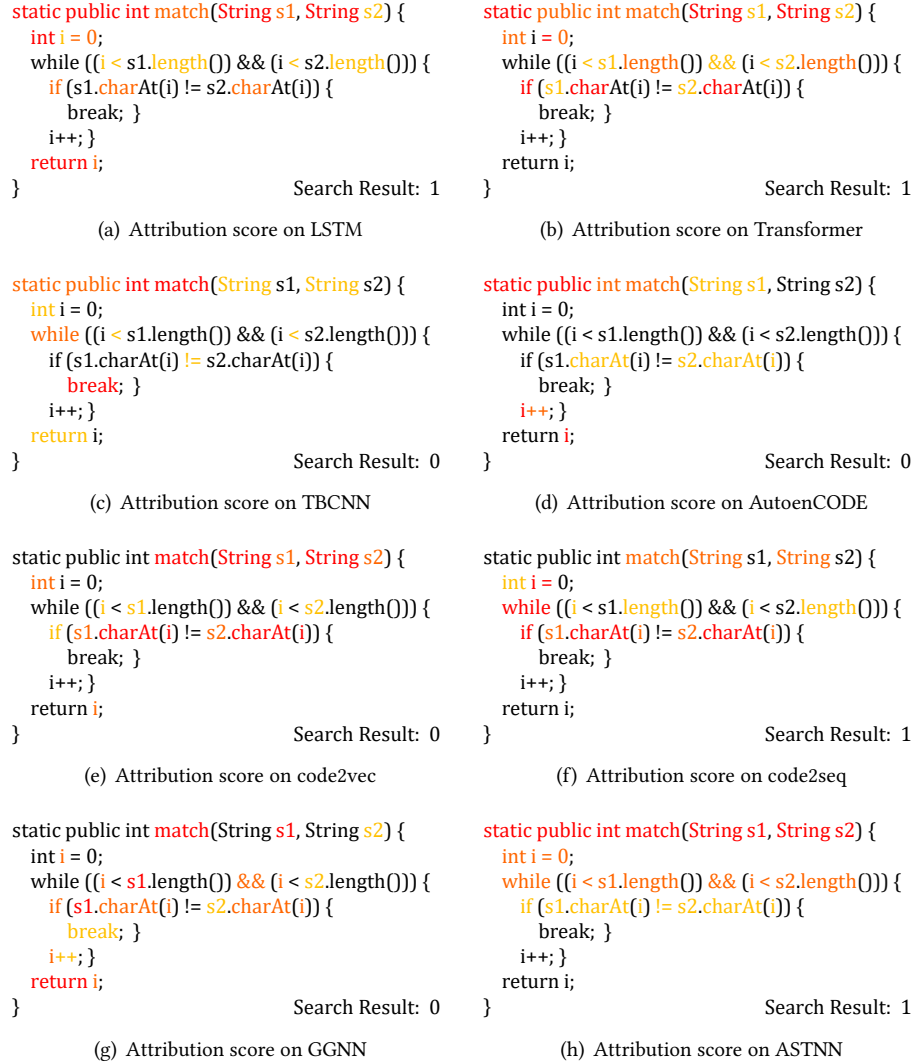 static public int match(String s1, String s2) {
int i = 0;
while ((i < s1.length()) && (i < s2.length())) {
if (s1.charAt(i) != s2.charAt(i)) {
break; }
i++; }
return i;
} Search Result: 1
(a) Attribution score on LSTM
static public int match(String s1, String s2) {
int i = 0;
while ((i < s1.length()) && (i < s2.length())) {
if (s1.charAt(i) != s2.charAt(i)) {
break; }
i++; }
return i;
} Search Result: 1
(b) Attribution score on Transformer
static public int match(String s1, String s2) {
int i = 0;
while ((i < s1.length()) && (i < s2.length()) {
if (s1.charAt(i) != s2.charAt(i)) {
break; }
i++; }
return i;
} Search Result: 0
(c) Attribution score on TBCNN
static public int match(String s1, String s2) {
int i = 0;
while ((i < s1.length()) && (i < s2.length())) {
if (s1.charAt(i) != s2.charAt(i)) {
break; }
i++; }
return i;
} Search Result: 0
(d) Attribution score on AutoenCODE
static public int match(String s1, String s2) {
int i = 0;
while ((i < s1.length()) && (i < s2.length())) {
if (s1.charAt(i) != s2.charAt(i)) {
break; }
i++; }
return i;
} Search Result: 0
(e) Attribution score on code2vec
static public int match(String s1, String s2) {
int i = 0;
while ((i < s1.length()) && (i < s2.length())) {
if (s1.charAt(i) != s2.charAt(i)) {
break; }
i++; }
return i;
} Search Result: 1
(f) Attribution score on code2seq
static public int match(String s1, String s2) {
int i = 0;
while ((i < s1.length()) && (i < s2.length())) {
if (s1.charAt(i) != s2.charAt(i)) {
break; }
i++; }
return i;
} Search Result: 0
(g) Attribution score on GGNN
static public int match(String s1, String s2) {
int i = 0;
while ((i < s1.length()) && (i < s2.length())) {
if (s1.charAt(i) != s2.charAt(i)) {
break; }
i++; }
return i;
} Search Result: 1
(h) Attribution score on ASTNN